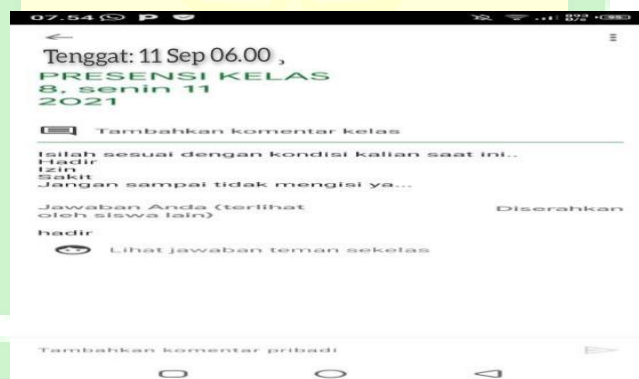 07.54
Tenggat: 11 Sep 06.00 ,
PRESENSI KELAS
8, senin 11
2021
Tambahkan komentar kelas
Isilah sesuai dengan kondisi kalian saat ini..
Hadir
Izin
Sakit
Jangan sampai tidak mengisi ya...
Jawaban Anda (terlihat
oleh siswa lain)
Diserahkan
hadir
Lihat jawaban teman sekelas
Tambahkan komentar pribadi